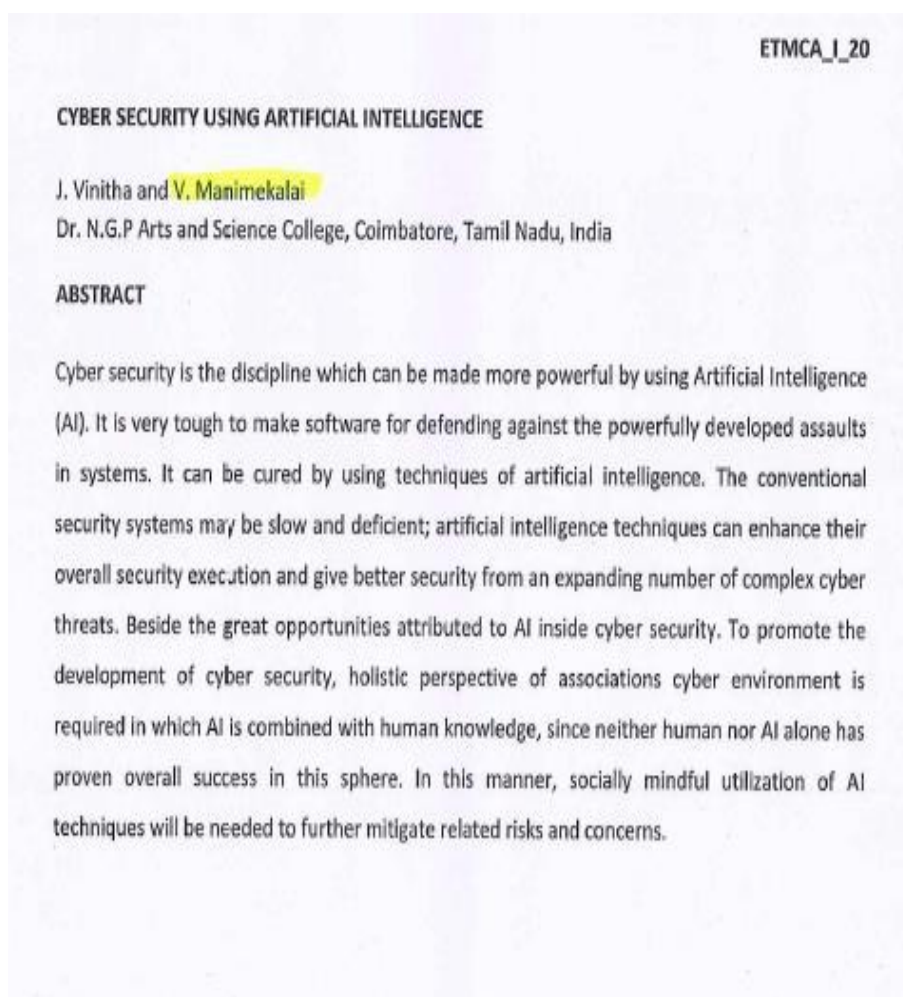 ETMCA_I_20
CYBER SECURITY USING ARTIFICIAL INTELLIGENCE
J. Vinitha and V. Manimekalai
Dr. N.G.P Arts and Science College, Coimbatore, Tamil Nadu, India
ABSTRACT
Cyber security is the discipline which can be made more powerful by using Artificial Intelligence
(AI). It is very tough to make software for defending against the powerfully developed assaults
in systems. It can be cured by using techniques of artificial intelligence. The conventional
security systems may be slow and deficient; artificial intelligence techniques can enhance their
overall security execution and give better security from an expanding number of complex cyber
threats. Beside the great opportunities attributed to AI inside cyber security. To promote the
development of cyber security, holistic perspective of associations cyber environment is
required in which AI is combined with human knowledge, since neither human nor AI alone has
proven overall success in this sphere. In this manner, socially mindful utilization of AI
techniques will be needed to further mitigate related risks and concerns.